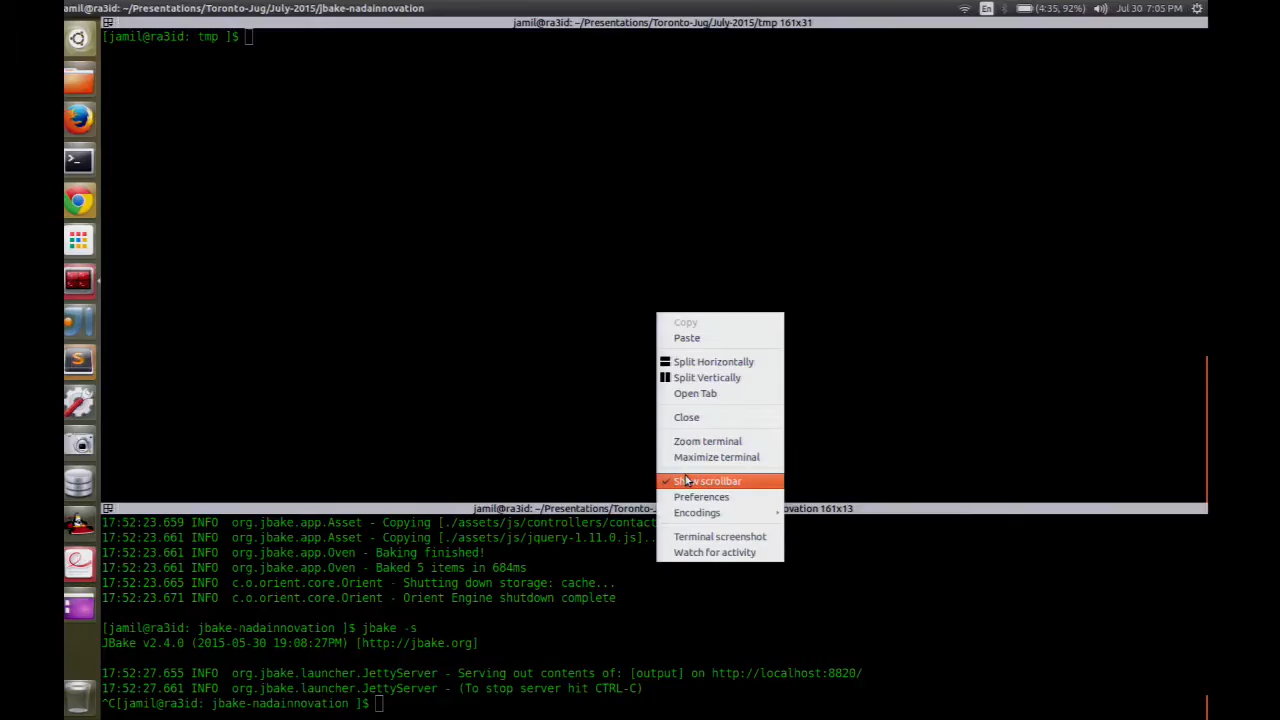 jamil@ra3id: ~/Presentations/Toronto-Jug/July-2015/jbake-nadainnovation
En
(4:35, 92%)
Jul 30 7:05 PM
jamil@ra3id: ~/Presentations/Toronto-Jug/July-2015/tmp 161x31
[jamil@ra3id: tmp ]$
Copy
Paste
Split Horizontally
Split Vertically
Open Tab
Close
Zoom terminal
Maximize terminal
Show scrollbar
Preferences
Encodings
Terminal screenshot
Watch for activity
jamil@ra3id: ~/Presentations/Toronto-
ovation 161x13
17:52:23.659 INFO org.jbake.app.Asset - Copying [./assets/js/controllers/contact
17:52:23.661 INFO org.jbake.app.Asset - Copying [./assets/js/jquery-1.11.0.js]..
17:52:23.661 INFO org.jbake.app.Oven - Baking finished!
17:52:23.661 INFO org.jbake.app.Oven - Baked 5 items in 684ms
17:52:23.665 INFO c.o.orient.core.Orient - Shutting down storage: cache...
17:52:23.671 INFO c.o.orient.core.Orient - Orient Engine shutdown complete
[jamil@ra3id: jbake-nadainnovation ]$ jbake -s
JBake v2.4.0 (2015-05-30 19:08:27PM) [http://jbake.org]
17:52:27.655 INFO org.jbake.launcher.JettyServer - Serving out contents of: [output] on http://localhost:8820/
17:52:27.661 INFO org.jbake.launcher.JettyServer - (To stop server hit CTRL-C)
^C[jamil@ra3id: jbake-nadainnovation ]$